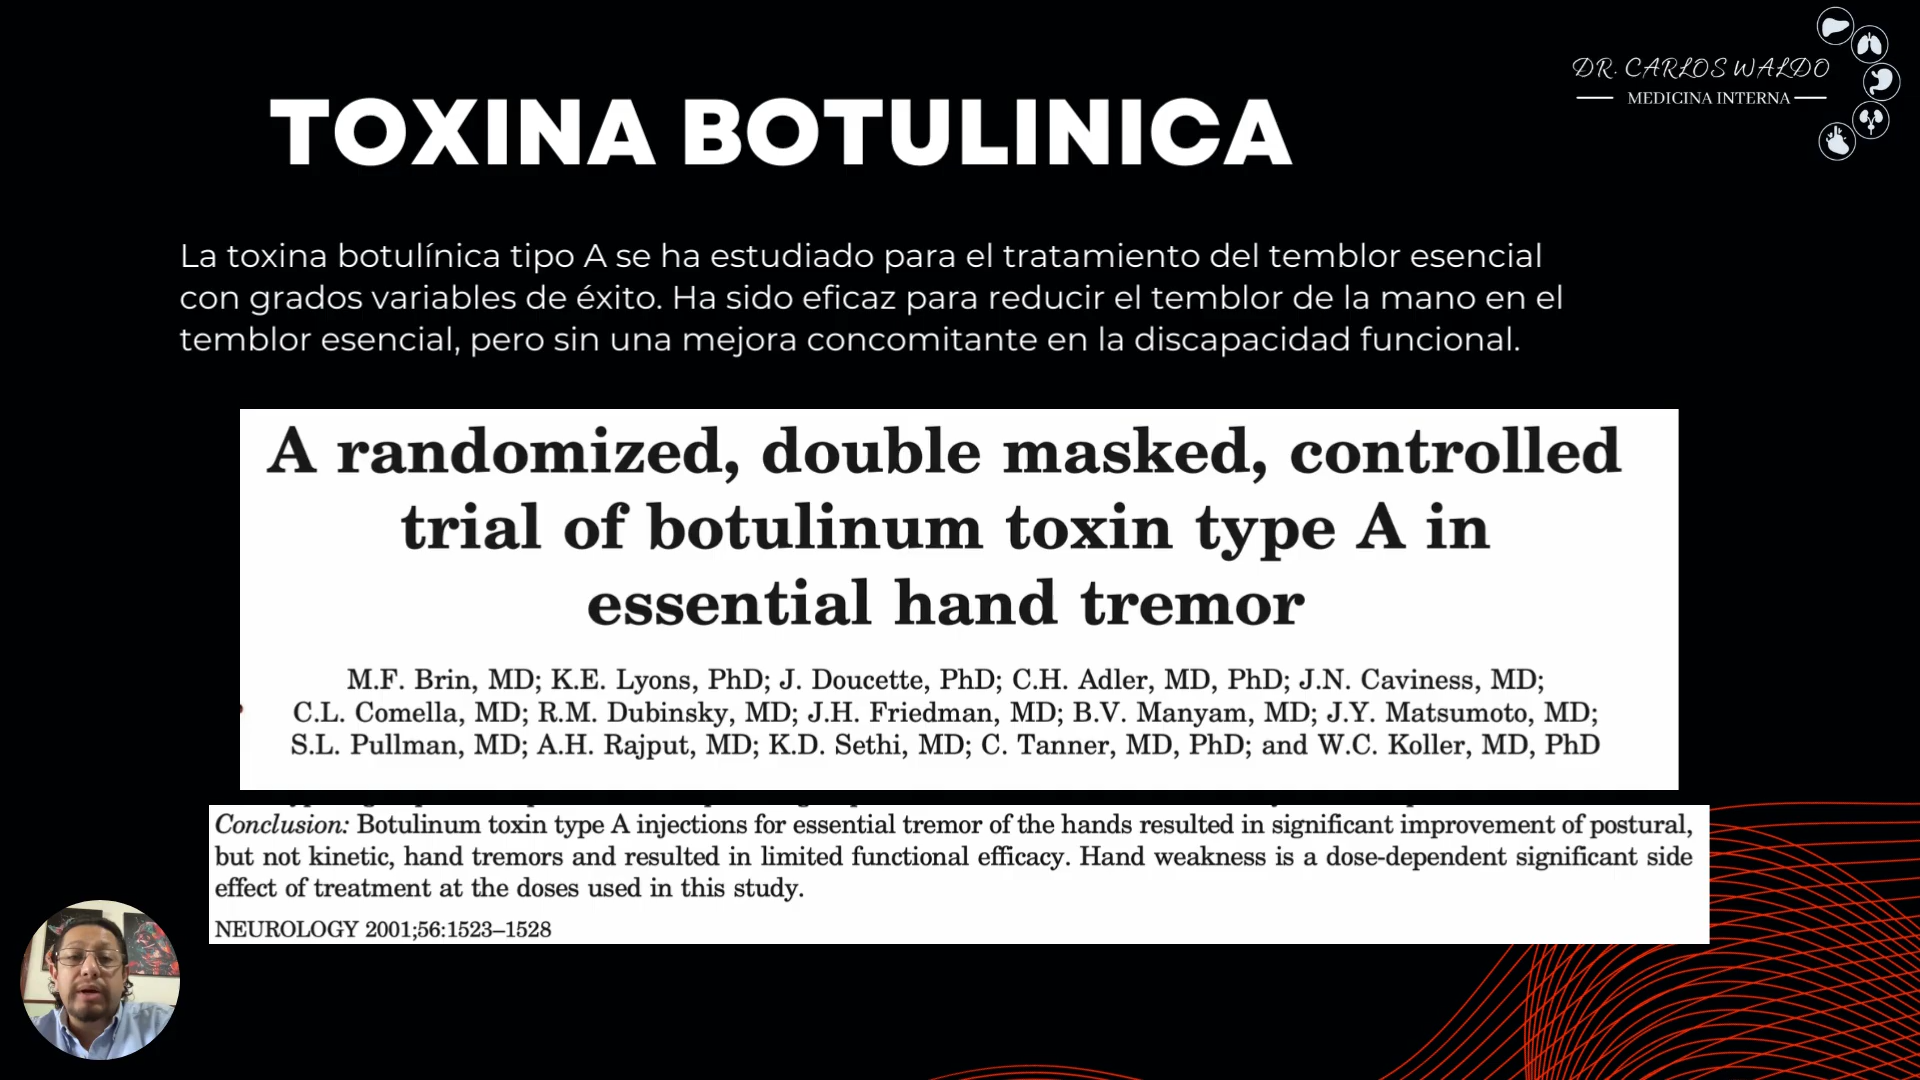 DR. CARLOS WALDO
MEDICINA INTERNA
TOXINA BOTULINICA
La toxina botulínica tipo A se ha estudiado para el tratamiento del temblor esencial
con grados variables de éxito. Ha sido eficaz para reducir el temblor de la mano en el
temblor esencial, pero sin una mejora concomitante en la discapacidad funcional.
A randomized, double masked, controlled
trial of botulinum toxin type A in
essential hand tremor
M.F. Brin, MD; K.E. Lyons, PhD; J. Doucette, PhD; C.H. Adler, MD, PhD; J.N. Caviness, MD;
C.L. Comella, MD; R.M. Dubinsky, MD; J.H. Friedman, MD; B.V. Manyam, MD; J.Y. Matsumoto, MD;
S.L. Pullman, MD; A.H. Rajput, MD; K.D. Sethi, MD; C. Tanner, MD, PhD; and W.C. Koller, MD, PhD
Conclusion: Botulinum toxin type A injections for essential tremor of the hands resulted in significant improvement of postural,
but not kinetic, hand tremors and resulted in limited functional efficacy. Hand weakness is a dose-dependent significant side
effect of treatment at the doses used in this study.
NEUROLOGY 2001;56:1523–1528